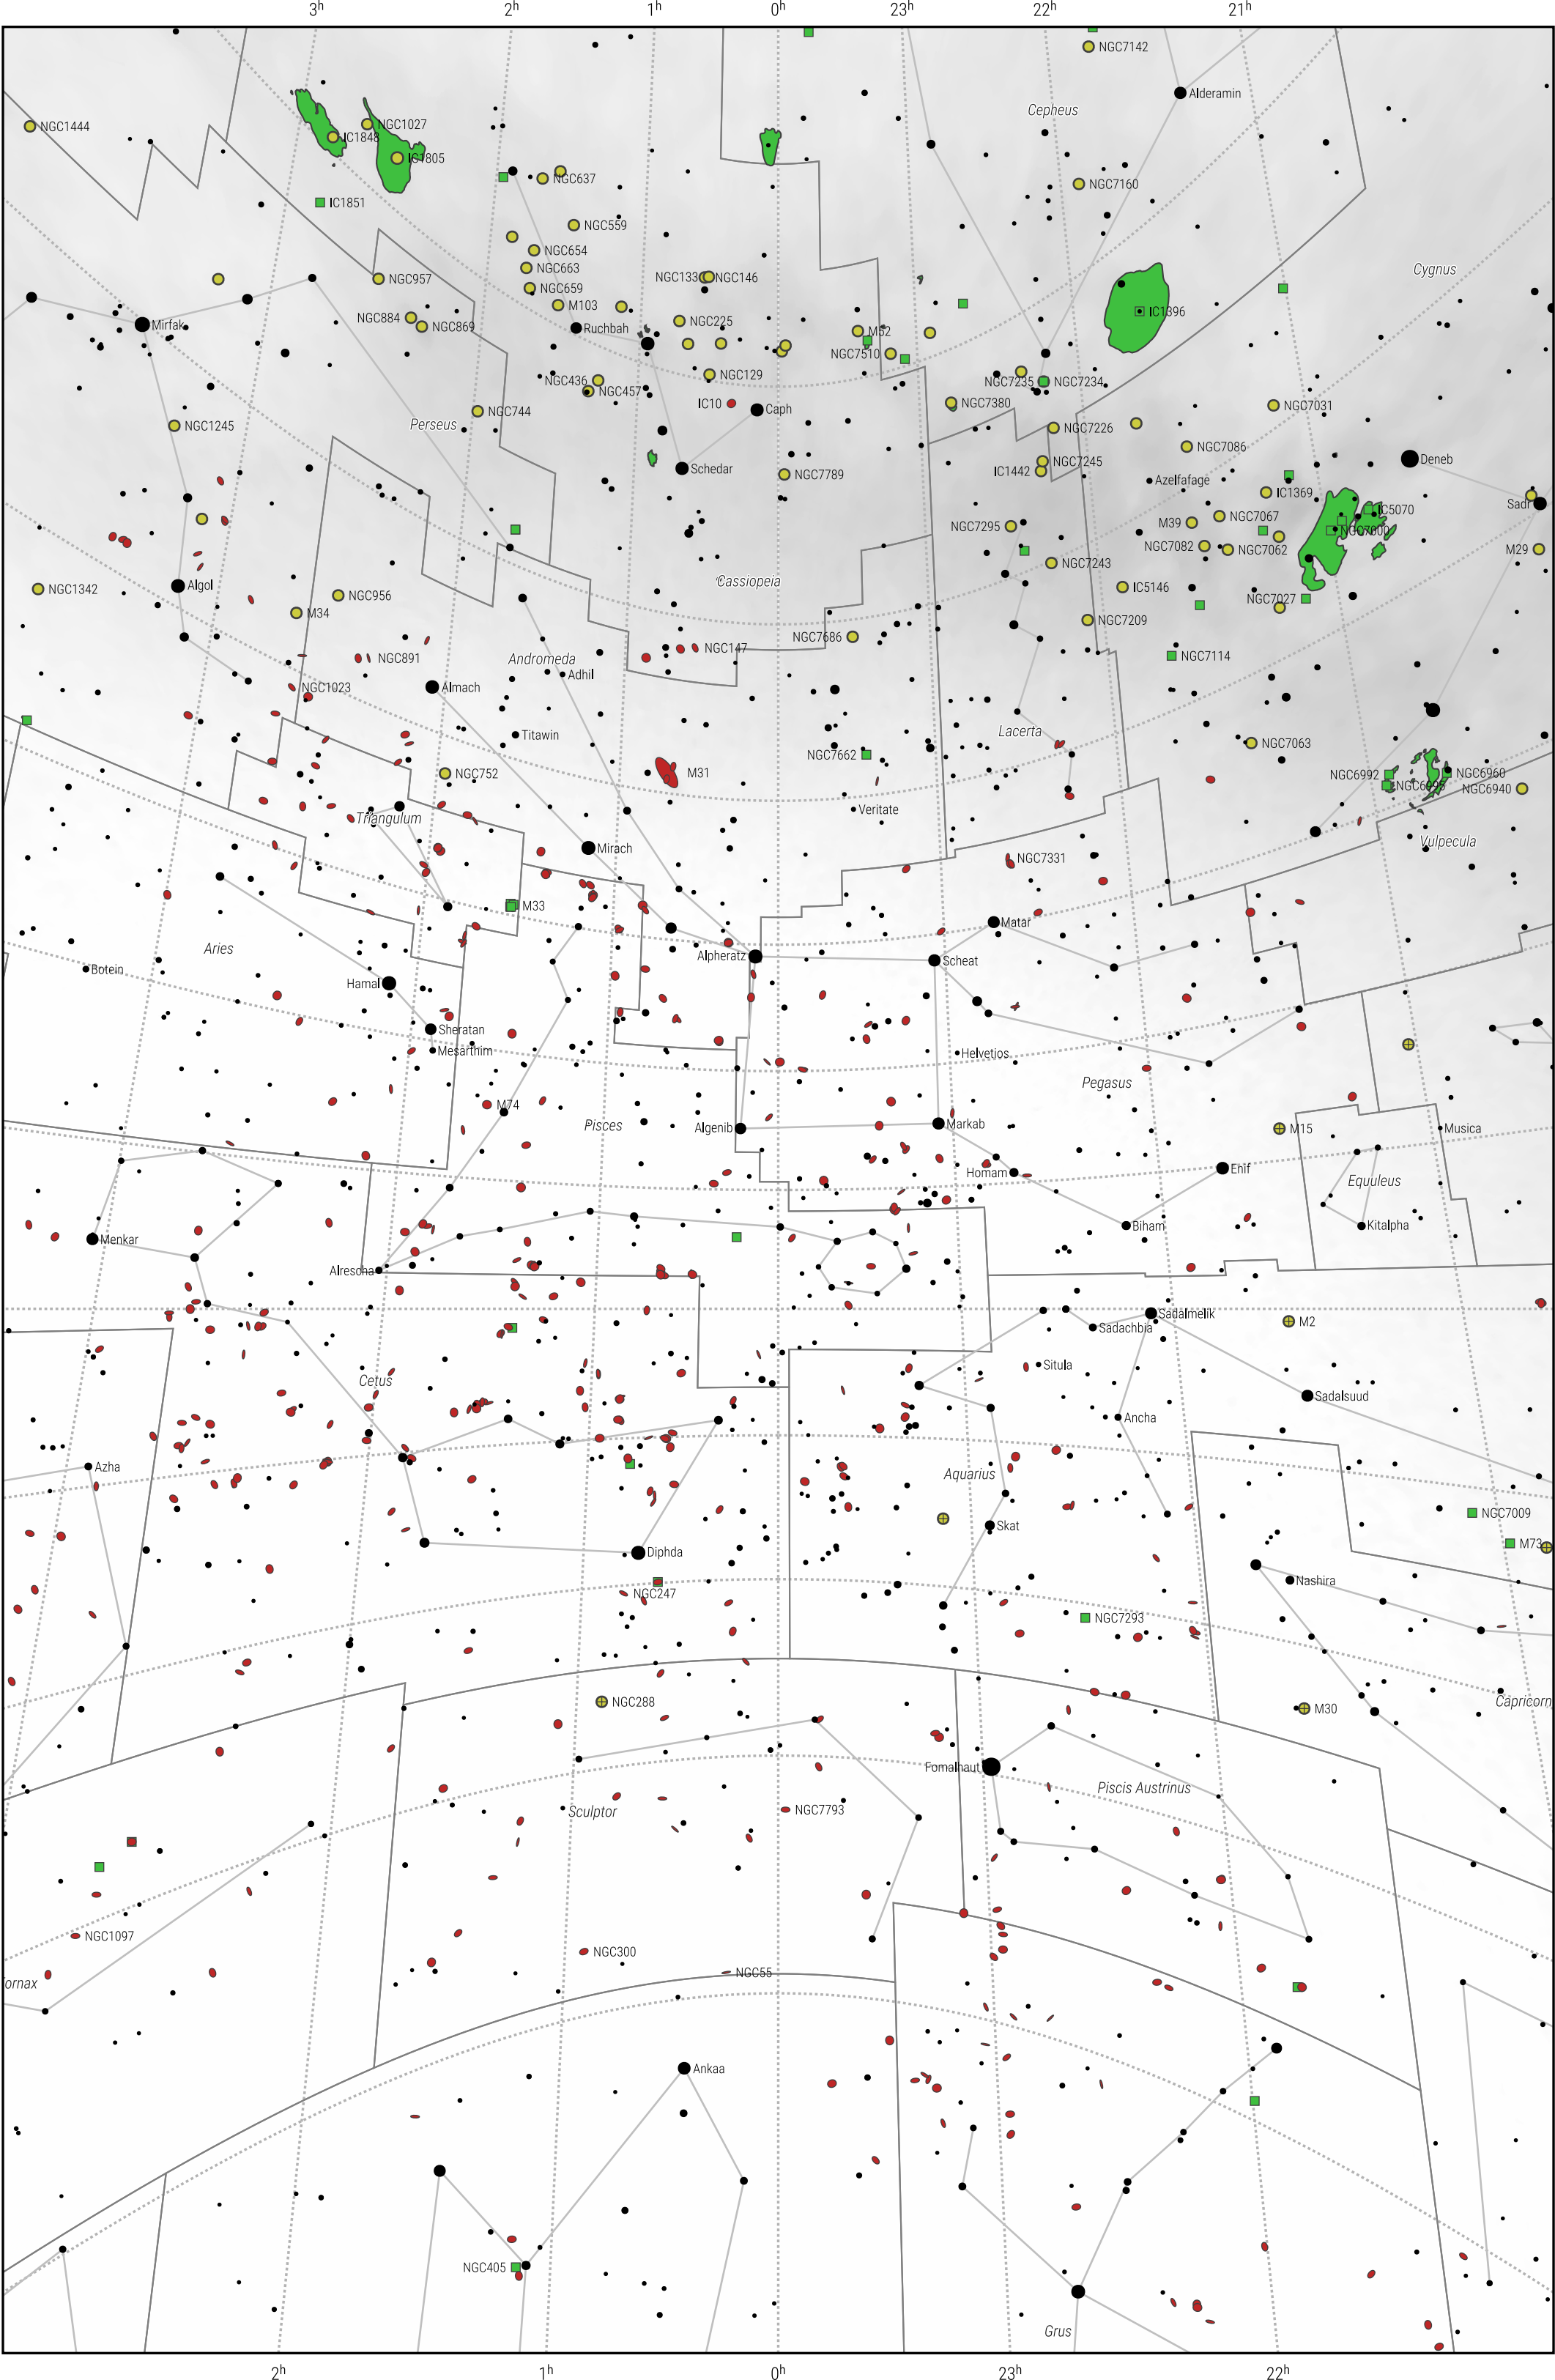 3h 2h 1h 0h 23h 22h 21h
NGC7142
Alderamin
Cepheus
NGC1444
NGC1027
IC1848
IC1805
NGC637
NGC7160
IC1851
NGC559
NGC654
NGC663
Cygnus
NGC957
NGC133
NGC146
NGC659
M103
IC1396
NGC884
NGC869
Mirfak
Ruchbah
NGC225
M52
NGC7510
NGC436
NGC457
NGC129
NGC7235
NGC7234
IC10
Caph
NGC7380
NGC7031
NGC744
Perseus
NGC1245
NGC7226
NGC7086
Schedar
NGC7789
NGC7245
IC1442
Deneb
Azelfafage
IC1369
Sadr
IC5070
NGC7295
M39
NGC7067
NGC7000
NGC7082
NGC7062
M29
NGC7243
Cassiopeia
Algol
NGC1342
NGC956
IC5146
M34
NGC7027
NGC7209
NGC7686
NGC147
NGC891
Andromeda
NGC7114
Adhil
NGC1023
Almach
Titawin
Lacerta
NGC7063
NGC7662
NGC752
M31
NGC6992
NGC6960
NGC6995
NGC6940
Veritate
Triangulum
Vulpecula
Mirach
NGC7331
M33
Matar
Aries
Alpheratz
Scheat
Botein
Hamal
Sheratan
Mesarthim
Helvetios
Pegasus
M74
Pisces
Algenib
Markab
M15
Musica
Homam
Enif
Equuleus
Biham
Kitalpha
Menkar
Alrescha
Sadalmelik
Sadachbia
M2
Situla
Cetus
Sadalsuud
Ancha
Azha
Aquarius
NGC7009
Skat
M73
Diphda
Nashira
NGC247
NGC7293
NGC288
M30
Capricorn
Fomalhaut
Piscis Austrinus
Sculptor
NGC7793
NGC1097
NGC300
NGC55
ornax
Ankaa
NGC405
Grus
2h 1h 0h 23h 22h